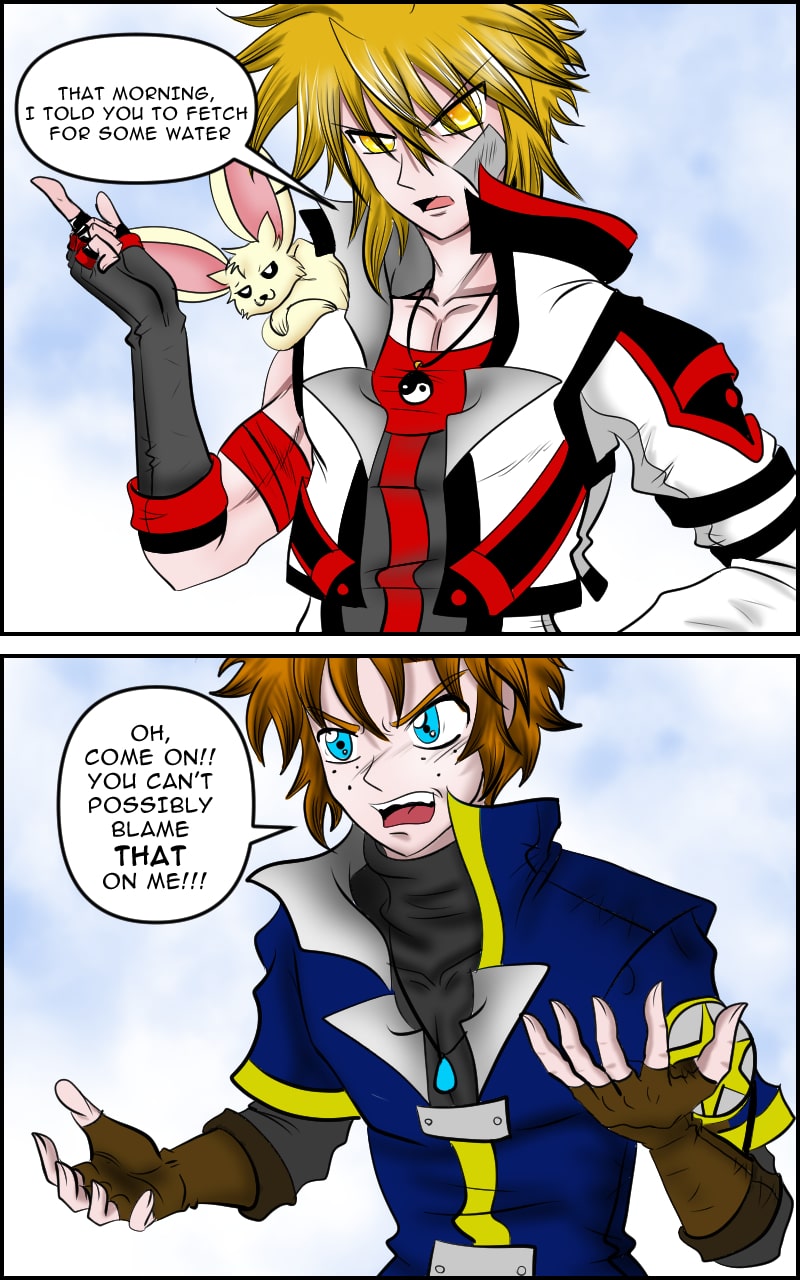 THAT MORNING,
I TOLD YOU TO FETCH
FOR SOME WATER
OH,
COME ON!!
YOU CAN'T
POSSIBLY
BLAME
THAT
ON ME!!!